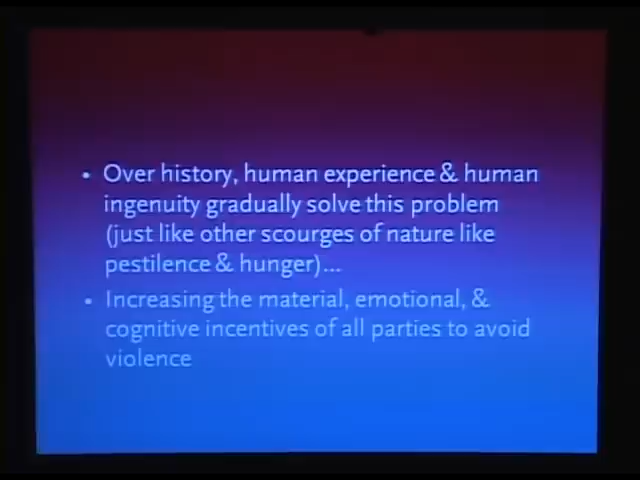 • Over history, human experience & human
ingenuity gradually solve this problem
(just like other scourges of nature like
pestilence & hunger)...
• Increasing the material, emotional, &
cognitive incentives of all parties to avoid
violence